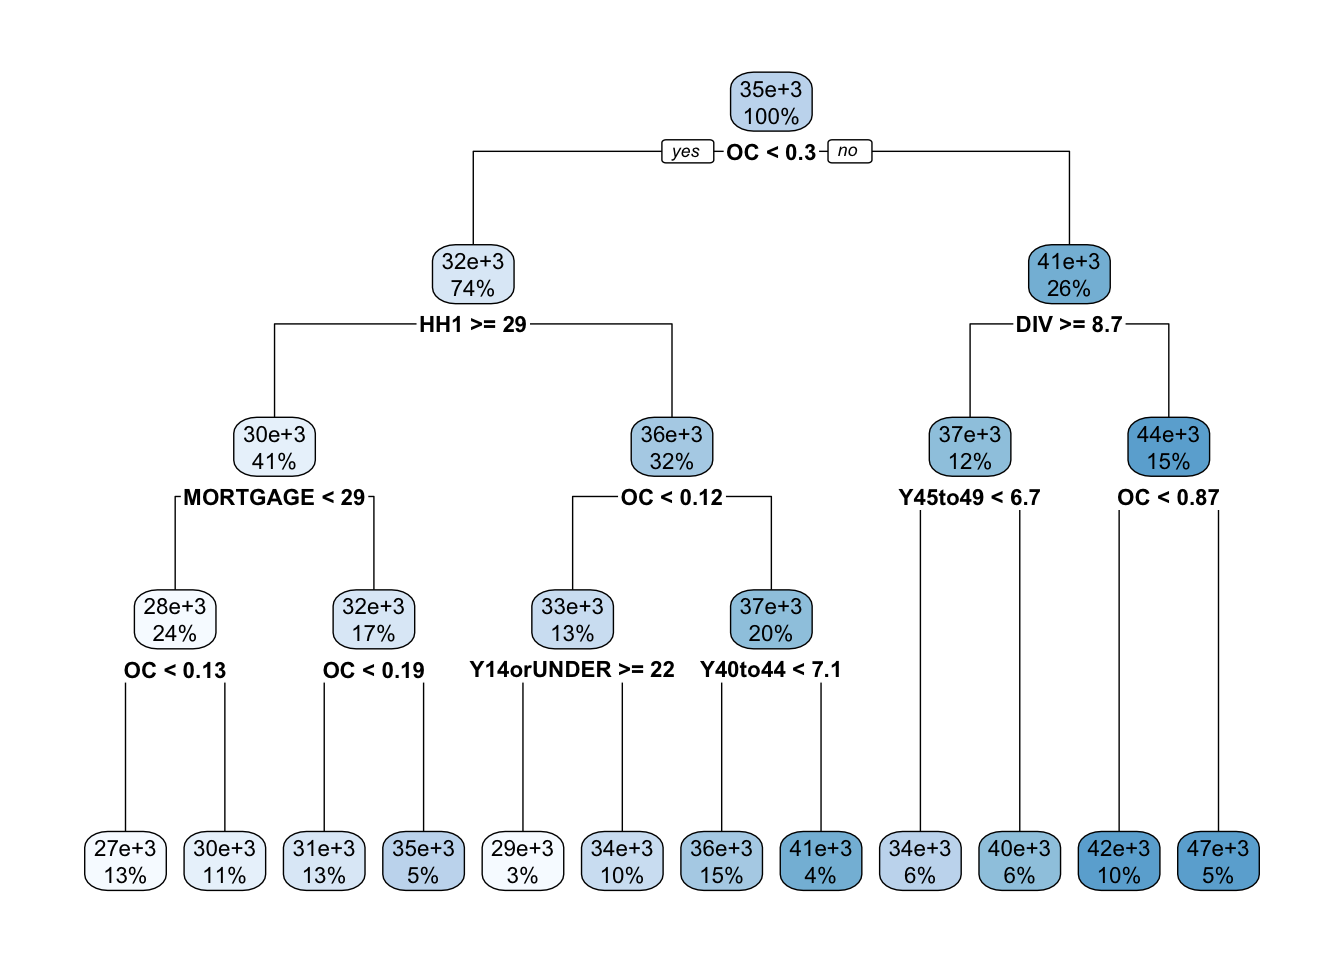 35e+3
100%
yes OC < 0.3 no
32e+3 41e+3
74% 26%
HH1 >= 29 DIV >= 8.7
30e+3 36e+3 37e+3 44e+3
41% 32% 12% 15%
MORTGAGE < 29 OC < 0.12 Y45to49 < 6.7 OC < 0.87
28e+3 32e+3 33e+3 37e+3
24% 17% 13% 20%
OC < 0.13 OC < 0.19 Y14orUNDER >= 22 Y40to44 < 7.1
27e+3 30e+3 31e+3 35e+3 29e+3 34e+3 36e+3 41e+3 34e+3 40e+3 42e+3 47e+3
13% 11% 13% 5% 3% 10% 15% 4% 6% 6% 10% 5%